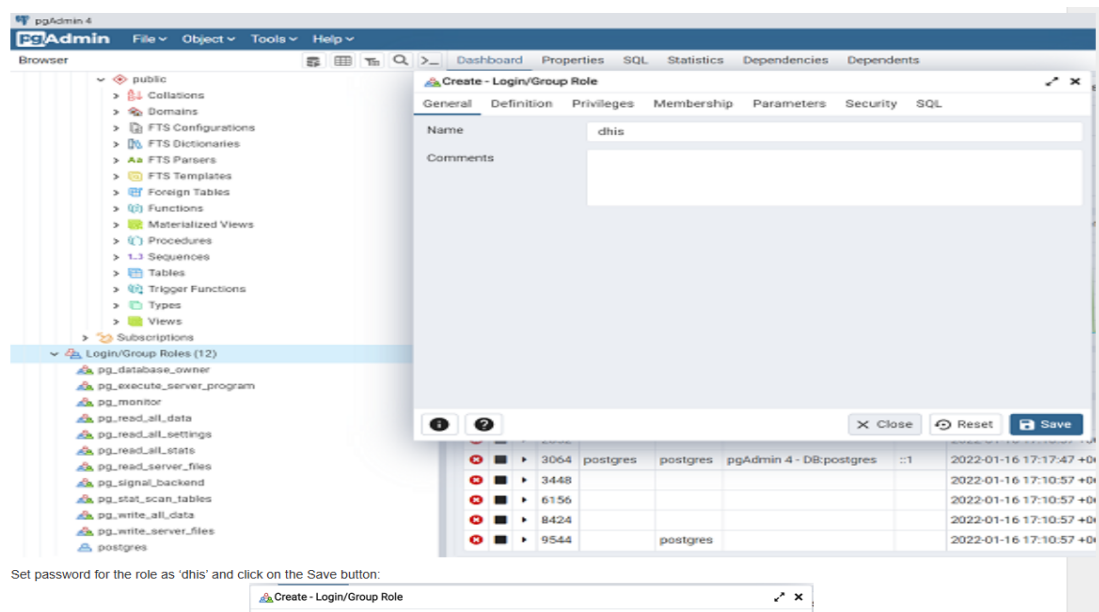 pgAdmin 4
pgAdmin File Object Tools Help
Browser
Dashboard Properties SQL Statistics Dependencies Dependents
public
Collations
Domains
FTS Configurations
FTS Dictionaries
Aa FTS Parsers
FTS Templates
Foreign Tables
Functions
Materialized Views
Procedures
1..3 Sequences
Tables
Trigger Functions
Types
Views
Subscriptions
Login/Group Roles (12)
pg_database_owner
pg_execute_server_program
pg_monitor
pg_read_all_data
pg_read_all_settings
pg_read_all_stats
pg_read_server_files
pg_signal_backend
pg_stat_scan_tables
pg_write_all_data
pg_write_server_files
postgres
Create - Login/Group Role
General Definition Privileges Membership Parameters Security SQL
Name dhis
Comments
Close Reset Save
3064 postgres postgres pgAdmin 4 - DB:postgres ::1 2022-01-16 17:17:47
3448 2022-01-16 17:10:57
6156 2022-01-16 17:10:57
8424 2022-01-16 17:10:57
9544 postgres 2022-01-16 17:10:57
Set password for the role as ‘dhis’ and click on the Save button:
Create - Login/Group Role